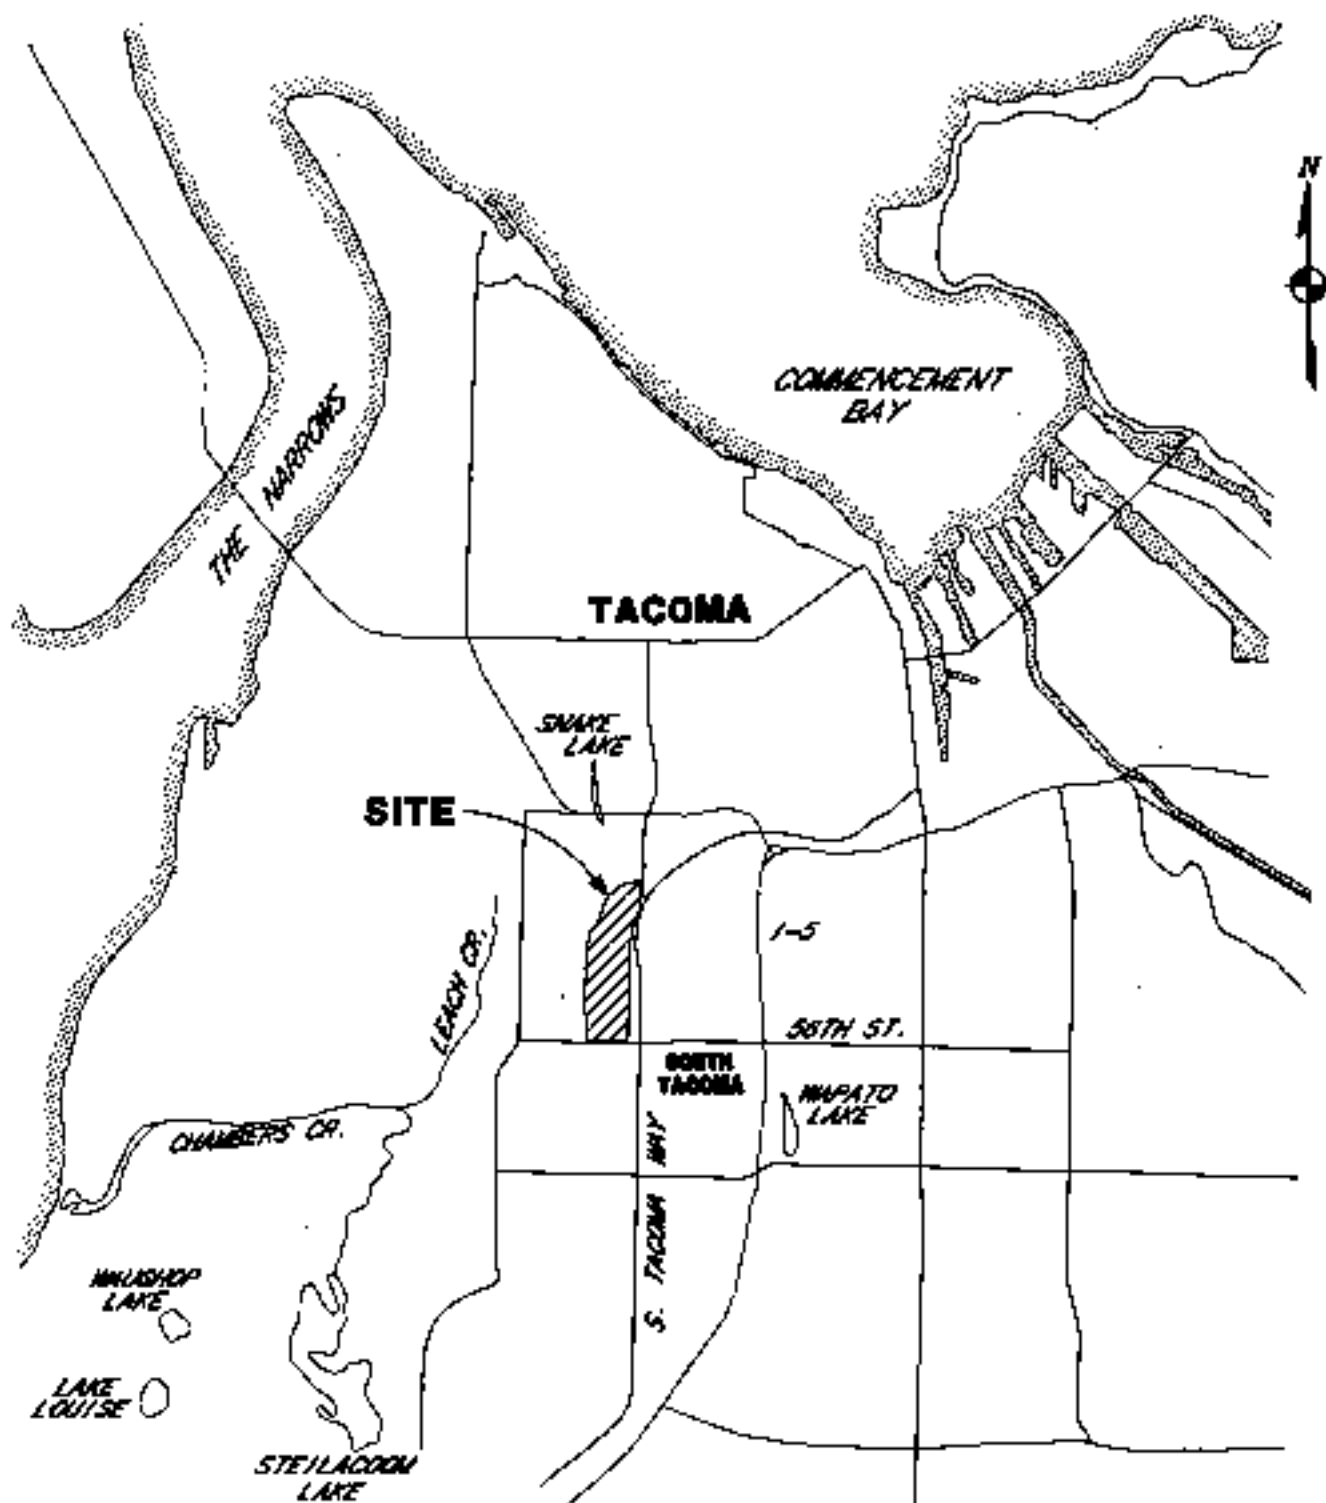 N
COMMENCEMENT
BAY
THE NARROWS
TACOMA
SNAKE
LAKE
SITE
LEACH CR.
I-5
56TH ST.
SOUTH
TACOMA
WAPATO
LAKE
CHAMBERS CR.
S. TACOMA WAY
WAUGHOP
LAKE
LAKE
LOUISE
STEILACOOM
LAKE